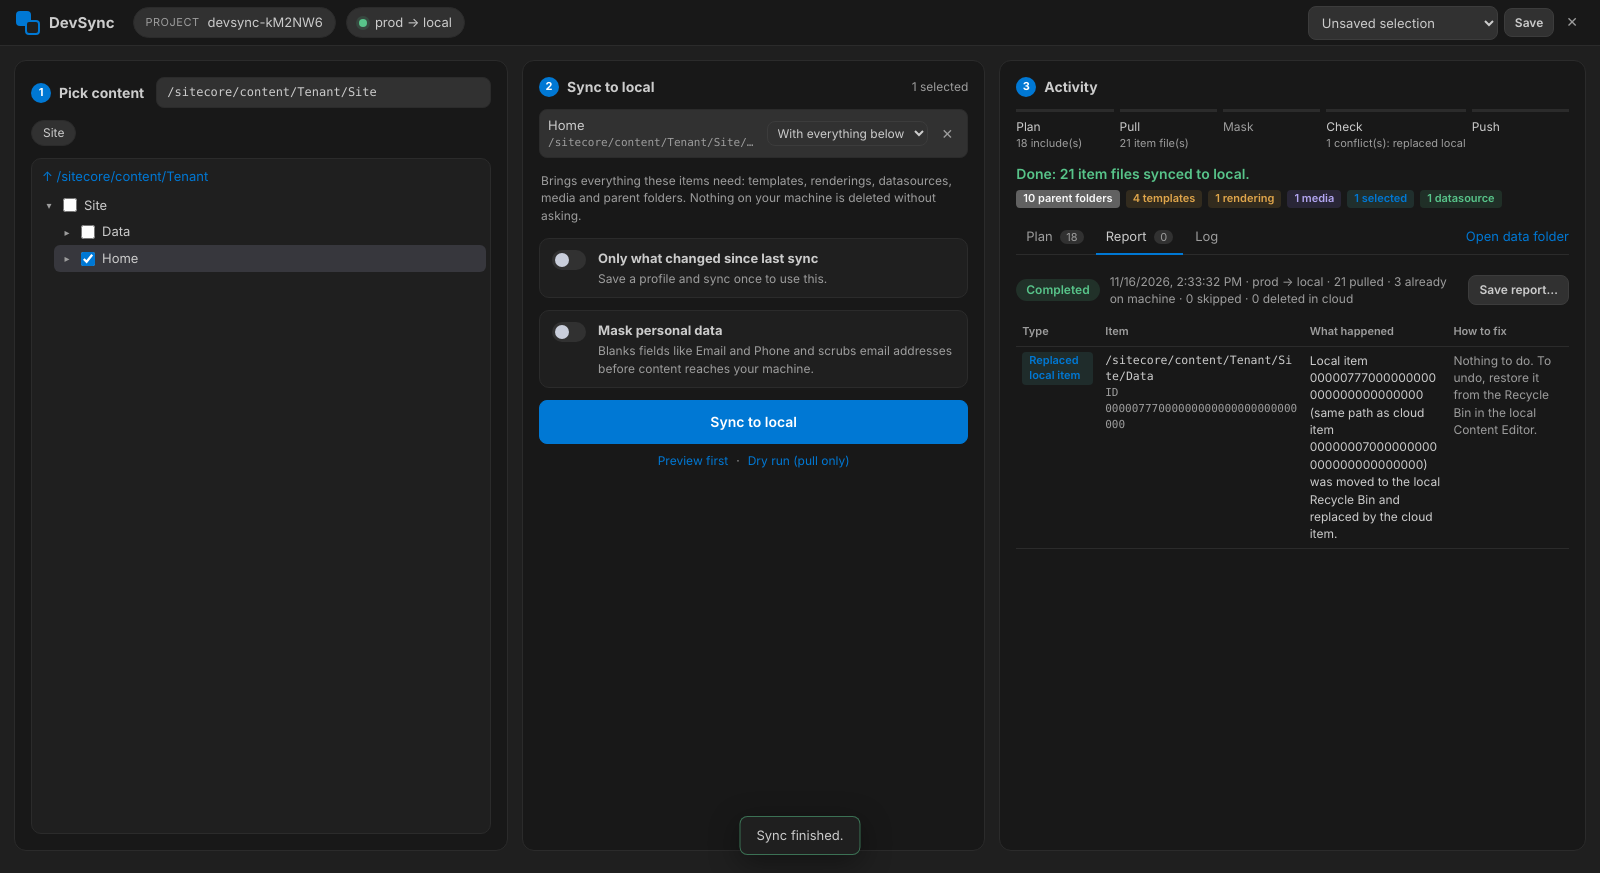 DevSync
PROJECT devsync-kM2NW6
prod → local
Unsaved selection
Save
×
1 Pick content
/sitecore/content/Tenant/Site
Site
↑ /sitecore/content/Tenant
Site
Data
Home
2 Sync to local
1 selected
Home
/sitecore/content/Tenant/Site/…
With everything below
×
Brings everything these items need: templates, renderings, datasources,
media and parent folders. Nothing on your machine is deleted without
asking.
Only what changed since last sync
Save a profile and sync once to use this.
Mask personal data
Blanks fields like Email and Phone and scrubs email addresses
before content reaches your machine.
Sync to local
Preview first · Dry run (pull only)
Sync finished.
3 Activity
Plan
18 include(s)
Pull
21 item file(s)
Mask
Check
1 conflict(s): replaced local
Push
Done: 21 item files synced to local.
10 parent folders
4 templates
1 rendering
1 media
1 selected
1 datasource
Plan 18
Report 0
Log
Open data folder
Completed
11/16/2026, 2:33:32 PM · prod → local · 21 pulled · 3 already
on machine · 0 skipped · 0 deleted in cloud
Save report...
Type
Item
What happened
How to fix
Replaced
local item
/sitecore/content/Tenant/Si
te/Data
ID
Local item
(same path as cloud
item
was moved to the local
Recycle Bin and
replaced by the cloud
item.
Nothing to do. To
undo, restore it
from the Recycle
Bin in the local
Content Editor.